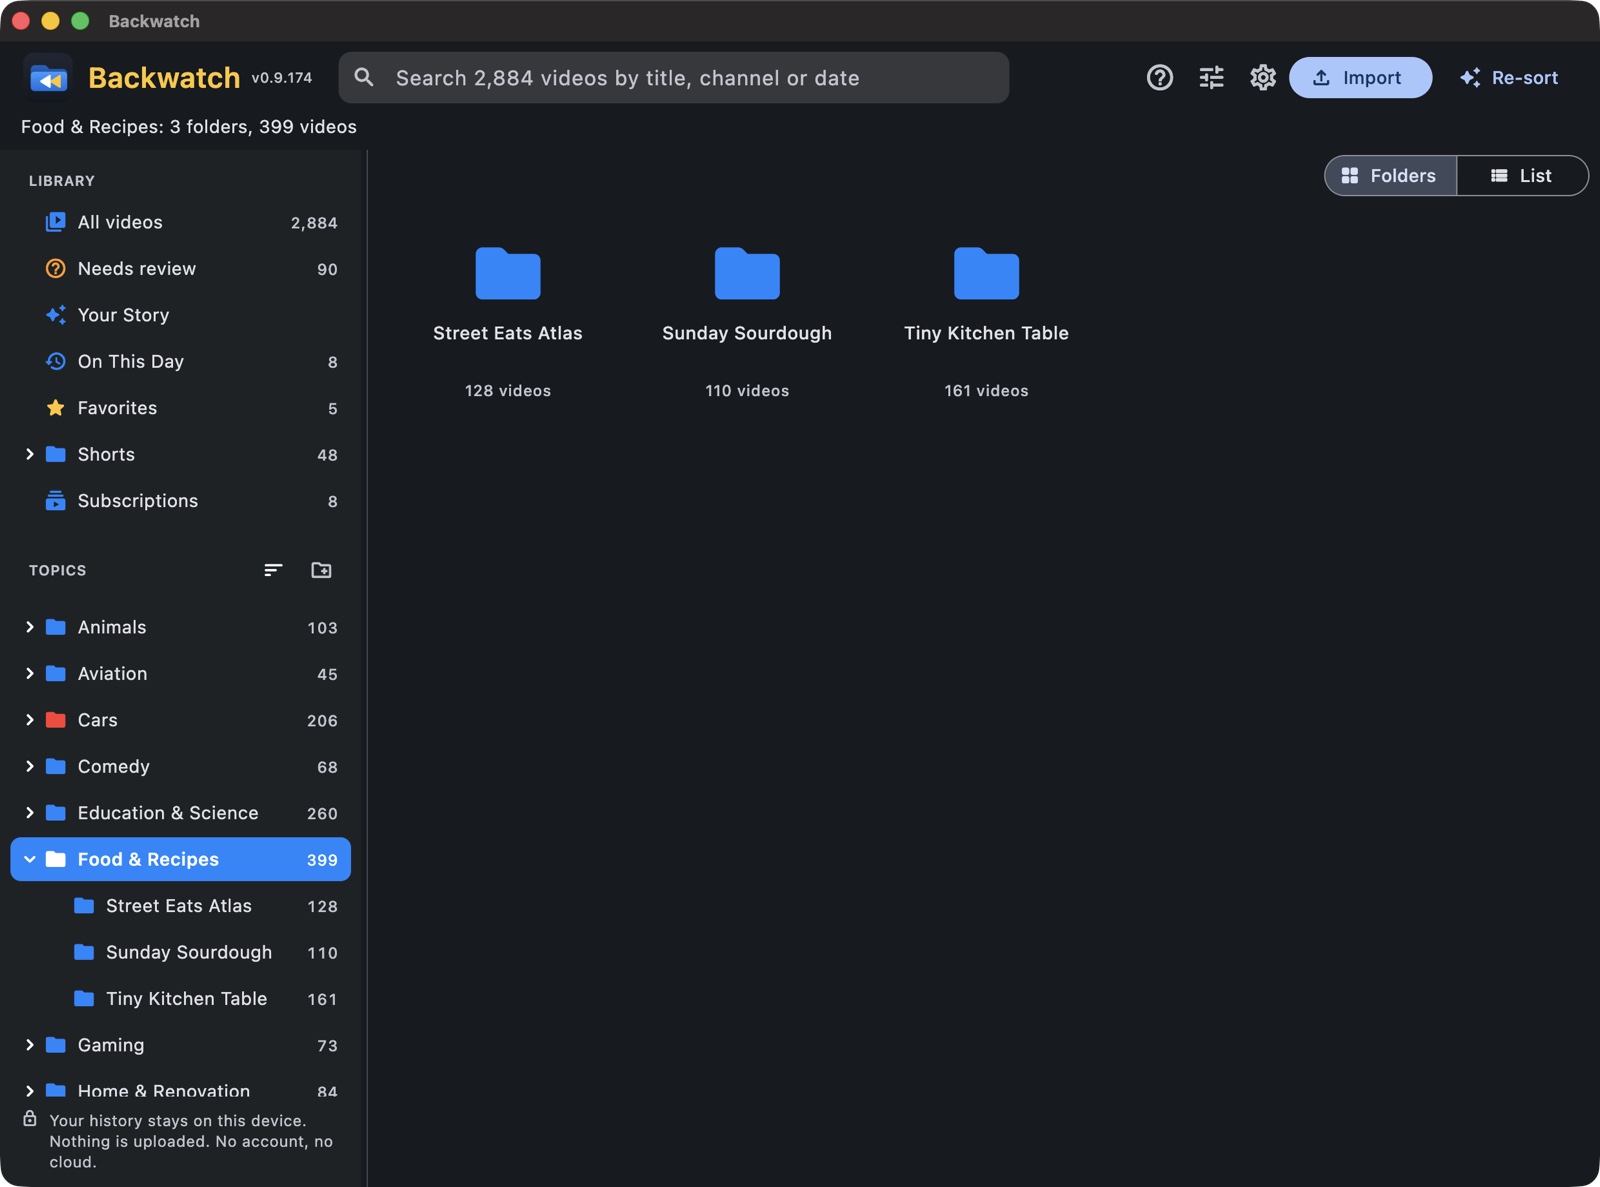 Backwatch
Backwatch v0.9.174
Search 2,884 videos by title, channel or date
Import
Re-sort
Food & Recipes: 3 folders, 399 videos
LIBRARY
All videos 2,884
Needs review 90
Your Story
On This Day 8
Favorites 5
Shorts 48
Subscriptions 8
TOPICS
Animals 103
Aviation 45
Cars 206
Comedy 68
Education & Science 260
Food & Recipes 399
Street Eats Atlas 128
Sunday Sourdough 110
Tiny Kitchen Table 161
Gaming 73
Home & Renovation 84
Your history stays on this device.
Nothing is uploaded. No account, no
cloud.
Folders
List
Street Eats Atlas
128 videos
Sunday Sourdough
110 videos
Tiny Kitchen Table
161 videos